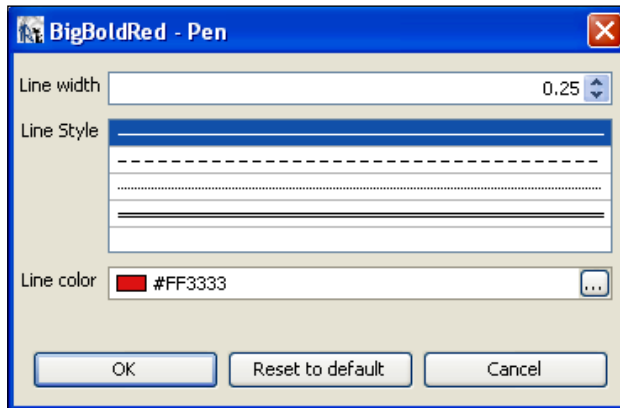 BigBoldRed - Pen
Line width 0.25
Line Style
Line color #FF3333 ...
OK Reset to default Cancel